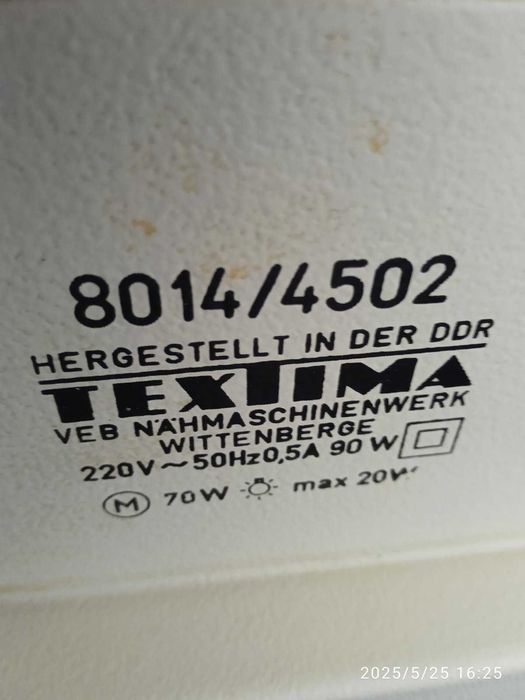 8014/4502
HERGESTELLT IN DER DDR
TEXTIMA
VEB NÄHMASCHINENWERK
WITTENBERGE
220V ~ 50Hz 0,5A 90 W
M 70W max 20W
2025/5/25 16:25